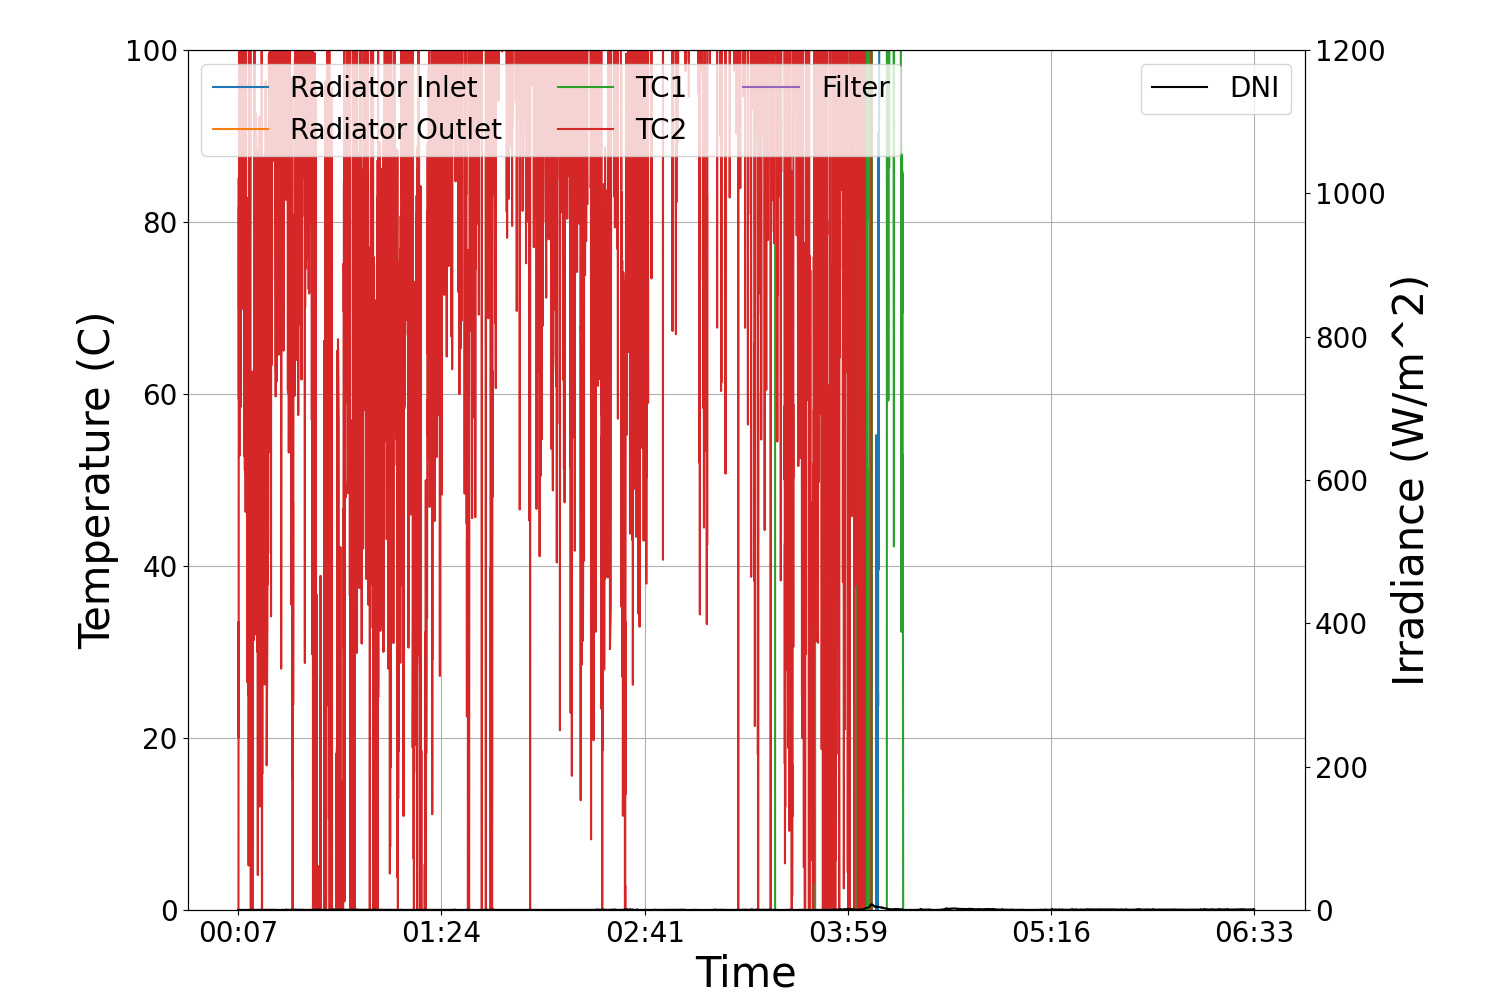 100
80
60
40
20
0
Temperature (C)
Radiator Inlet
Radiator Outlet
TC1
TC2
Filter
DNI
1200
1000
800
600
400
200
0
Irradiance (W/m^2)
00:07
01:24
02:41
03:59
05:16
06:33
Time